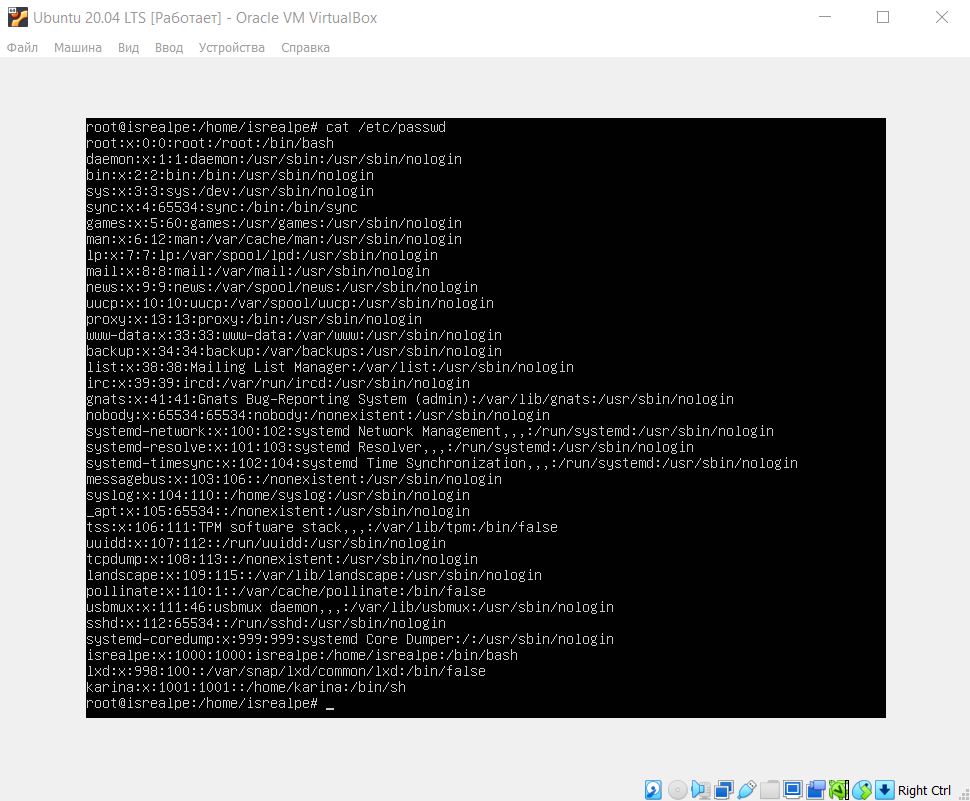 Ubuntu 20.04 LTS [Работает] - Oracle VM VirtualBox
Файл Машина Вид Ввод Устройства Справка
root@isrealpe:/home/isrealpe# cat /etc/passwd
root:x:0:0:root:/root:/bin/bash
daemon:x:1:1:daemon:/usr/sbin:/usr/sbin/nologin
bin:x:2:2:bin:/bin:/usr/sbin/nologin
sys:x:3:3:sys:/dev:/usr/sbin/nologin
sync:x:4:65534:sync:/bin:/bin/sync
games:x:5:60:games:/usr/games:/usr/sbin/nologin
man:x:6:12:man:/var/cache/man:/usr/sbin/nologin
lp:x:7:7:lp:/var/spool/lpd:/usr/sbin/nologin
mail:x:8:8:mail:/var/mail:/usr/sbin/nologin
news:x:9:9:news:/var/spool/news:/usr/sbin/nologin
uucp:x:10:10:uucp:/var/spool/uucp:/usr/sbin/nologin
proxy:x:13:13:proxy:/bin:/usr/sbin/nologin
www-data:x:33:33:www-data:/var/www:/usr/sbin/nologin
backup:x:34:34:backup:/var/backups:/usr/sbin/nologin
list:x:38:38:Mailing List Manager:/var/list:/usr/sbin/nologin
irc:x:39:39:ircd:/var/run/ircd:/usr/sbin/nologin
gnats:x:41:41:Gnats Bug-Reporting System (admin):/var/lib/gnats:/usr/sbin/nologin
nobody:x:65534:65534:nobody:/nonexistent:/usr/sbin/nologin
systemd-network:x:100:102:systemd Network Management,,,:/run/systemd:/usr/sbin/nologin
systemd-resolve:x:101:103:systemd Resolver,,,:/run/systemd:/usr/sbin/nologin
systemd-timesync:x:102:104:systemd Time Synchronization,,,:/run/systemd:/usr/sbin/nologin
messagebus:x:103:106::/nonexistent:/usr/sbin/nologin
syslog:x:104:110::/home/syslog:/usr/sbin/nologin
_apt:x:105:65534::/nonexistent:/usr/sbin/nologin
tss:x:106:111:TPM software stack,,,:/var/lib/tpm:/bin/false
uuidd:x:107:112::/run/uuidd:/usr/sbin/nologin
tcpdump:x:108:113::/nonexistent:/usr/sbin/nologin
landscape:x:109:115::/var/lib/landscape:/usr/sbin/nologin
pollinate:x:110:1::/var/cache/pollinate:/bin/false
usbmux:x:111:46:usbmux daemon,,,:/var/lib/usbmux:/usr/sbin/nologin
sshd:x:112:65534::/run/sshd:/usr/sbin/nologin
systemd-coredump:x:999:999:systemd Core Dumper:/:/usr/sbin/nologin
isrealpe:x:1000:1000:isrealpe:/home/isrealpe:/bin/bash
lxd:x:998:100::/var/snap/lxd/common/lxd:/bin/false
karina:x:1001:1001::/home/karina:/bin/sh
root@isrealpe:/home/isrealpe# _
Right Ctrl